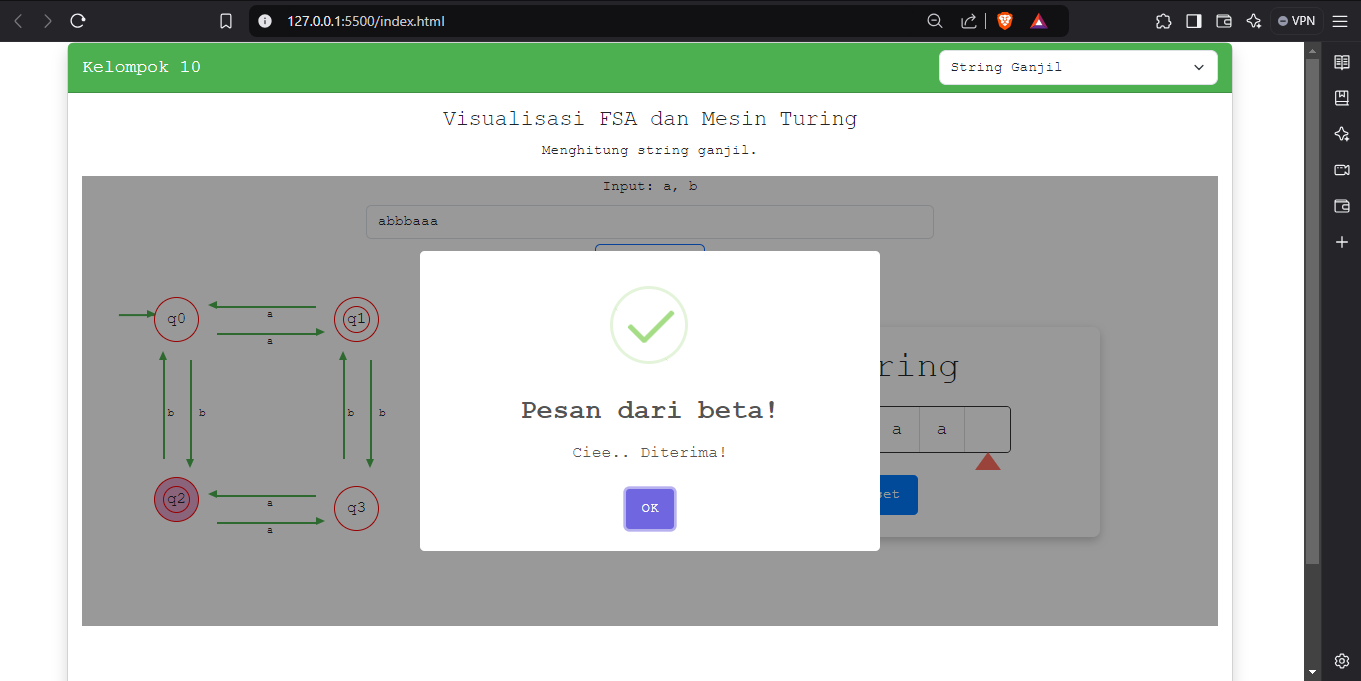 127.0.0.1:5500/index.html
VPN
Kelompok 10
String Ganjil
Visualisasi FSA dan Mesin Turing
Menghitung string ganjil.
Input: a, b
abbbaaa
q0
a
a
q1
b
b
b
b
q2
a
a
q3
Pesan dari beta!
Ciee.. Diterima!
OK
ring
a
a
et